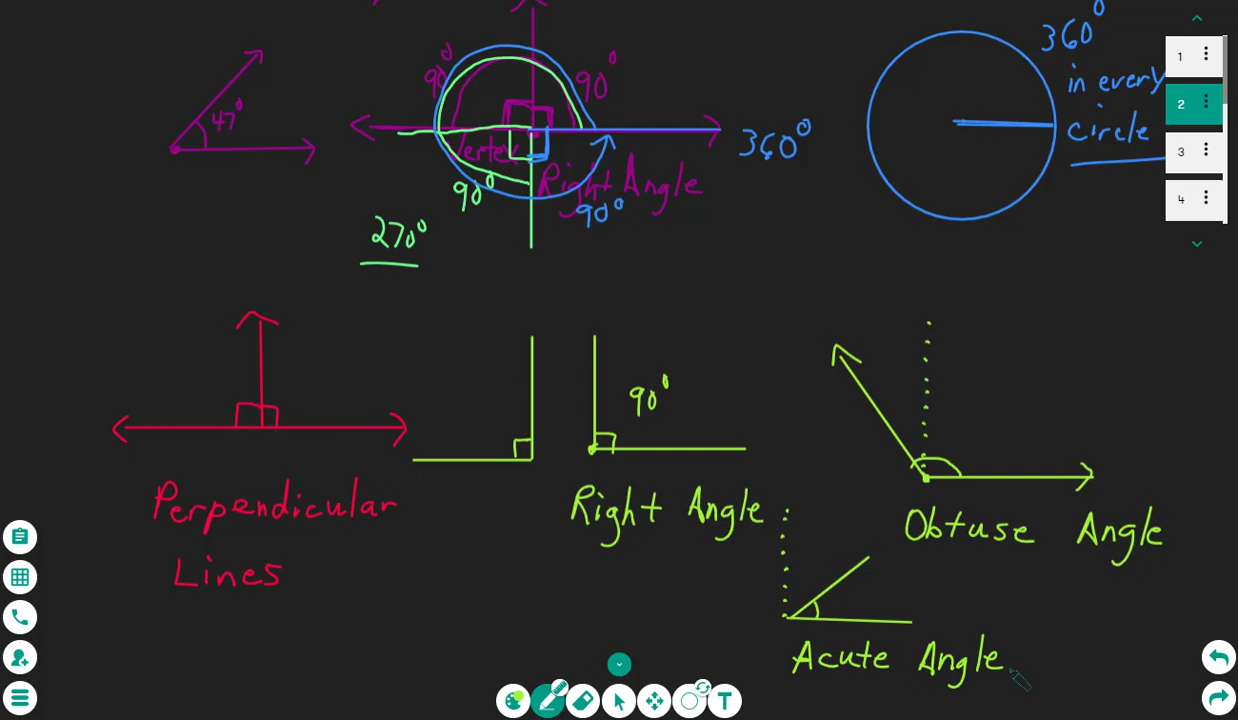 360°
in every
circle
47°
90°
90°
Vertex
Right Angle
90°
90°
360°
270°
1
2
3
4
90°
Perpendicular
Lines
Right Angle
Obtuse Angle
Acute Angle
T